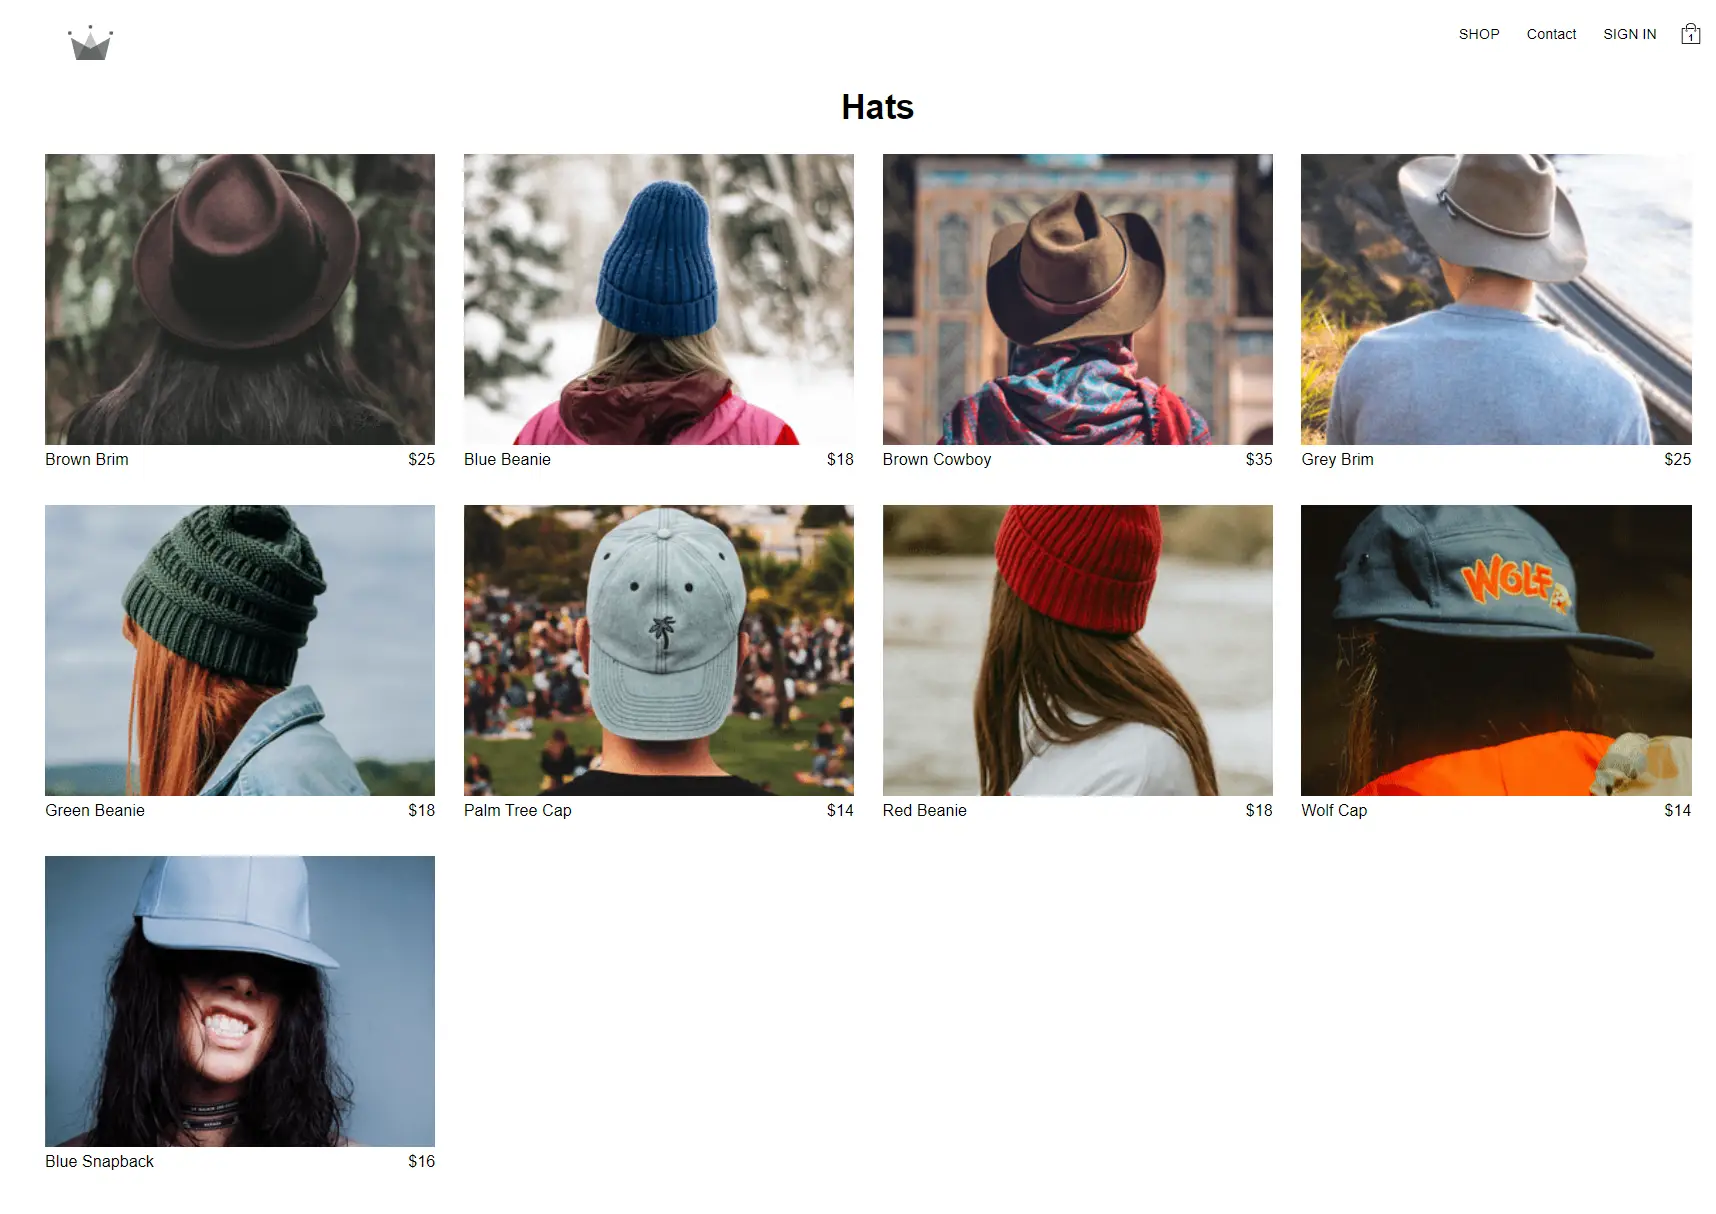 SHOP Contact SIGN IN 1
Hats
Brown Brim $25
Blue Beanie $18
Brown Cowboy $35
Grey Brim $25
WOLF
Green Beanie $18
Palm Tree Cap $14
Red Beanie $18
Wolf Cap $14
Blue Snapback $16